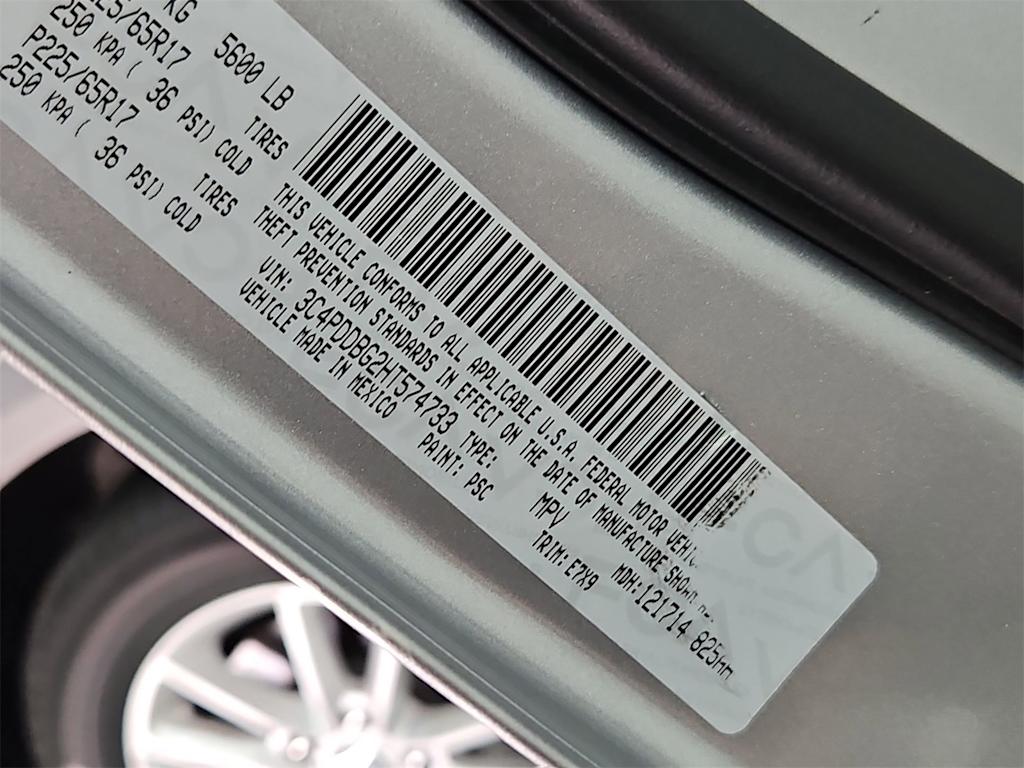 KG 5600 LB
/65R17 TIRES
250 KPA ( 36 PSI) COLD
P225/65R17 TIRES
250 KPA ( 36 PSI) COLD
THIS VEHICLE CONFORMS TO ALL APPLICABLE U.S.A. FEDERAL MOTOR
THEFT PREVENTION STANDARDS IN EFFECT ON THE DATE OF MANUFACTURE SHOWN
VIN: 3C4PDDBG2HT574733 TYPE: MPV MDH:121714 825
VEHICLE MADE IN MEXICO PAINT: PSC TRIM: E7X9